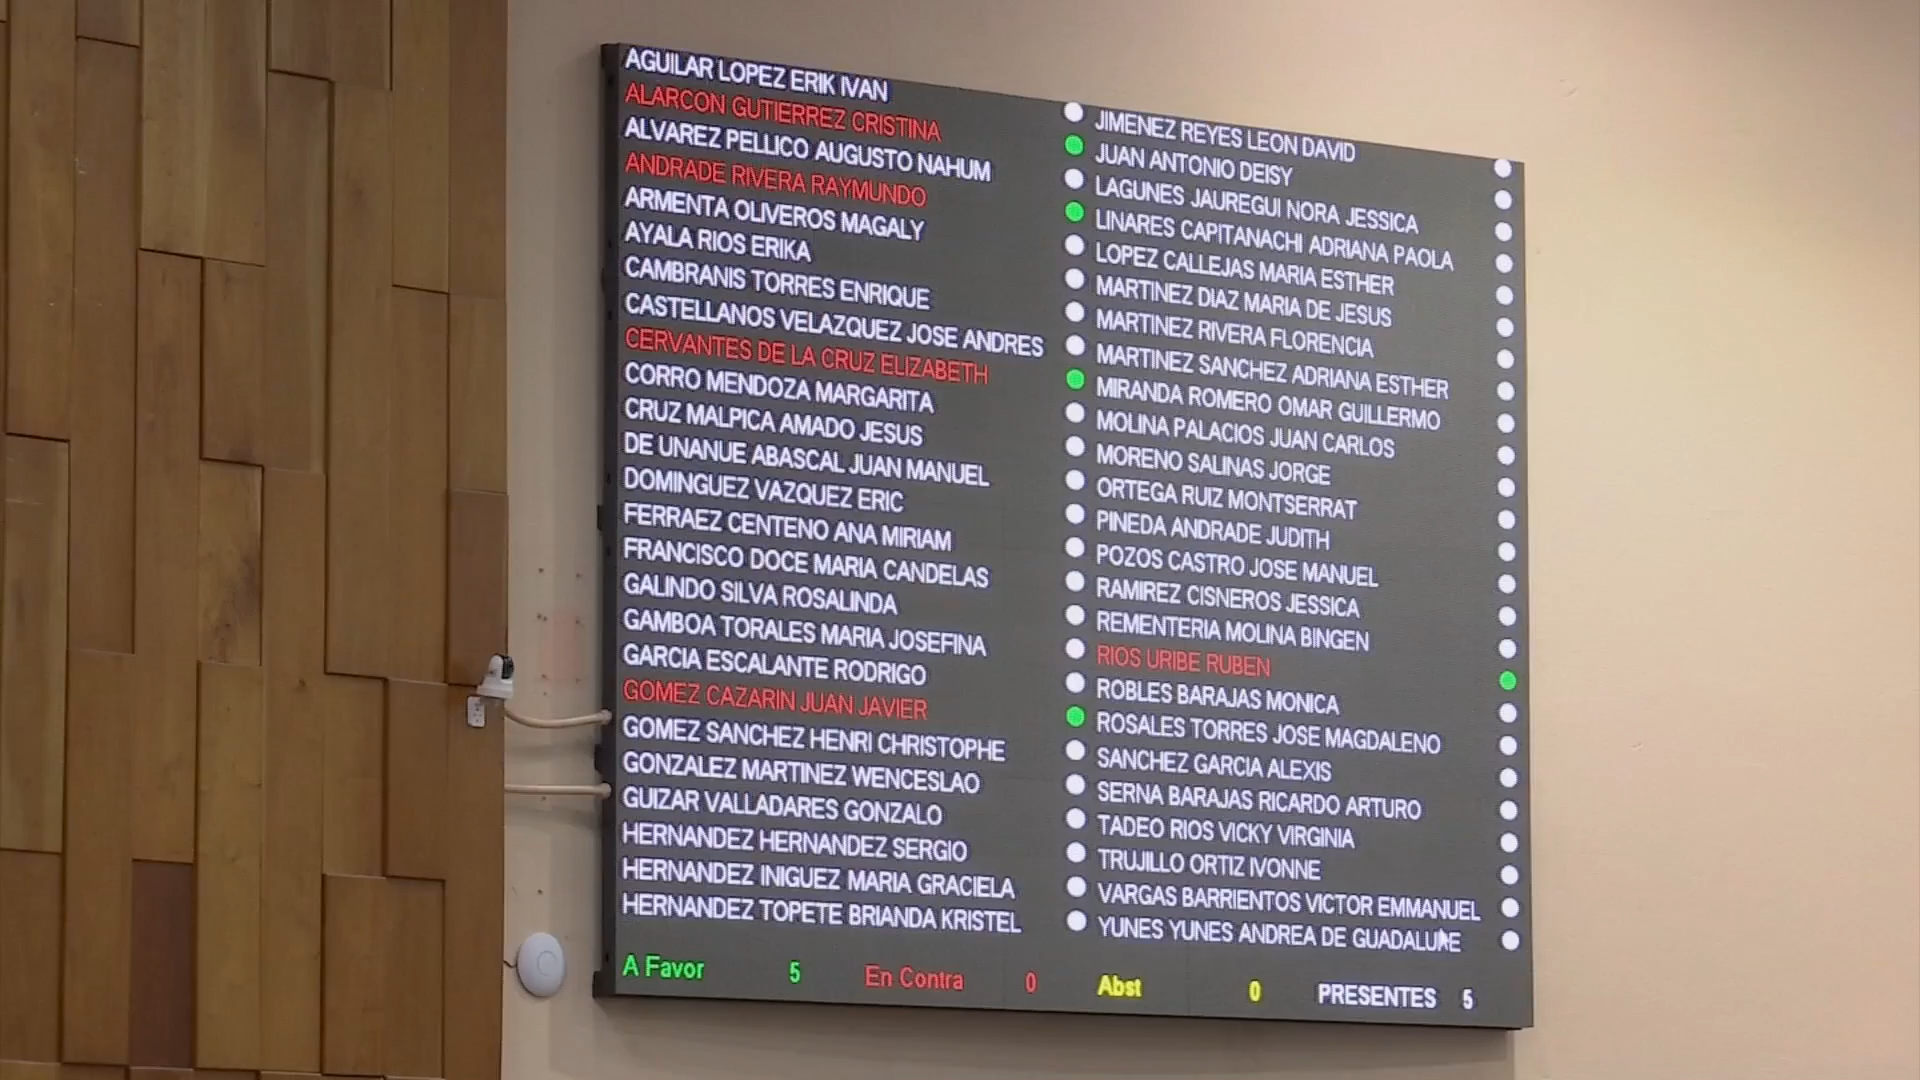 AGUILAR LOPEZ ERIK IVAN
ALARCON GUTIERREZ CRISTINA
ALVAREZ PELLICO AUGUSTO NAHUM
ANDRADE RIVERA RAYMUNDO
ARMENTA OLIVEROS MAGALY
AYALA RIOS ERIKA
CAMBRANIS TORRES ENRIQUE
CASTELLANOS VELAZQUEZ JOSE ANDRES
CERVANTES DE LA CRUZ ELIZABETH
CORRO MENDOZA MARGARITA
CRUZ MALPICA AMADO JESUS
DE UNANUE ABASCAL JUAN MANUEL
DOMINGUEZ VAZQUEZ ERIC
FERRAEZ CENTENO ANA MIRIAM
FRANCISCO DOCE MARIA CANDELAS
GALINDO SILVA ROSALINDA
GAMBOA TORALES MARIA JOSEFINA
GARCIA ESCALANTE RODRIGO
GOMEZ CAZARIN JUAN JAVIER
GOMEZ SANCHEZ HENRI CHRISTOPHE
GONZALEZ MARTINEZ WENCESLAO
GUIZAR VALLADARES GONZALO
HERNANDEZ HERNANDEZ SERGIO
HERNANDEZ INIGUEZ MARIA GRACIELA
HERNANDEZ TOPETE BRIANDA KRISTEL
JIMENEZ REYES LEON DAVID
JUAN ANTONIO DEISY
LAGUNES JAUREGUI NORA JESSICA
LINARES CAPITANACHI ADRIANA PAOLA
LOPEZ CALLEJAS MARIA ESTHER
MARTINEZ DIAZ MARIA DE JESUS
MARTINEZ RIVERA FLORENCIA
MARTINEZ SANCHEZ ADRIANA ESTHER
MIRANDA ROMERO OMAR GUILLERMO
MOLINA PALACIOS JUAN CARLOS
MORENO SALINAS JORGE
ORTEGA RUIZ MONTSERRAT
PINEDA ANDRADE JUDITH
POZOS CASTRO JOSE MANUEL
RAMIREZ CISNEROS JESSICA
REMENTERIA MOLINA BINGEN
RIOS URIBE RUBEN
ROBLES BARAJAS MONICA
ROSALES TORRES JOSE MAGDALENO
SANCHEZ GARCIA ALEXIS
SERNA BARAJAS RICARDO ARTURO
TADEO RIOS VICKY VIRGINIA
TRUJILLO ORTIZ IVONNE
VARGAS BARRIENTOS VICTOR EMMANUEL
YUNES YUNES ANDREA DE GUADALUPE
A Favor 5 En Contra 0 Abst 0 PRESENTES 5